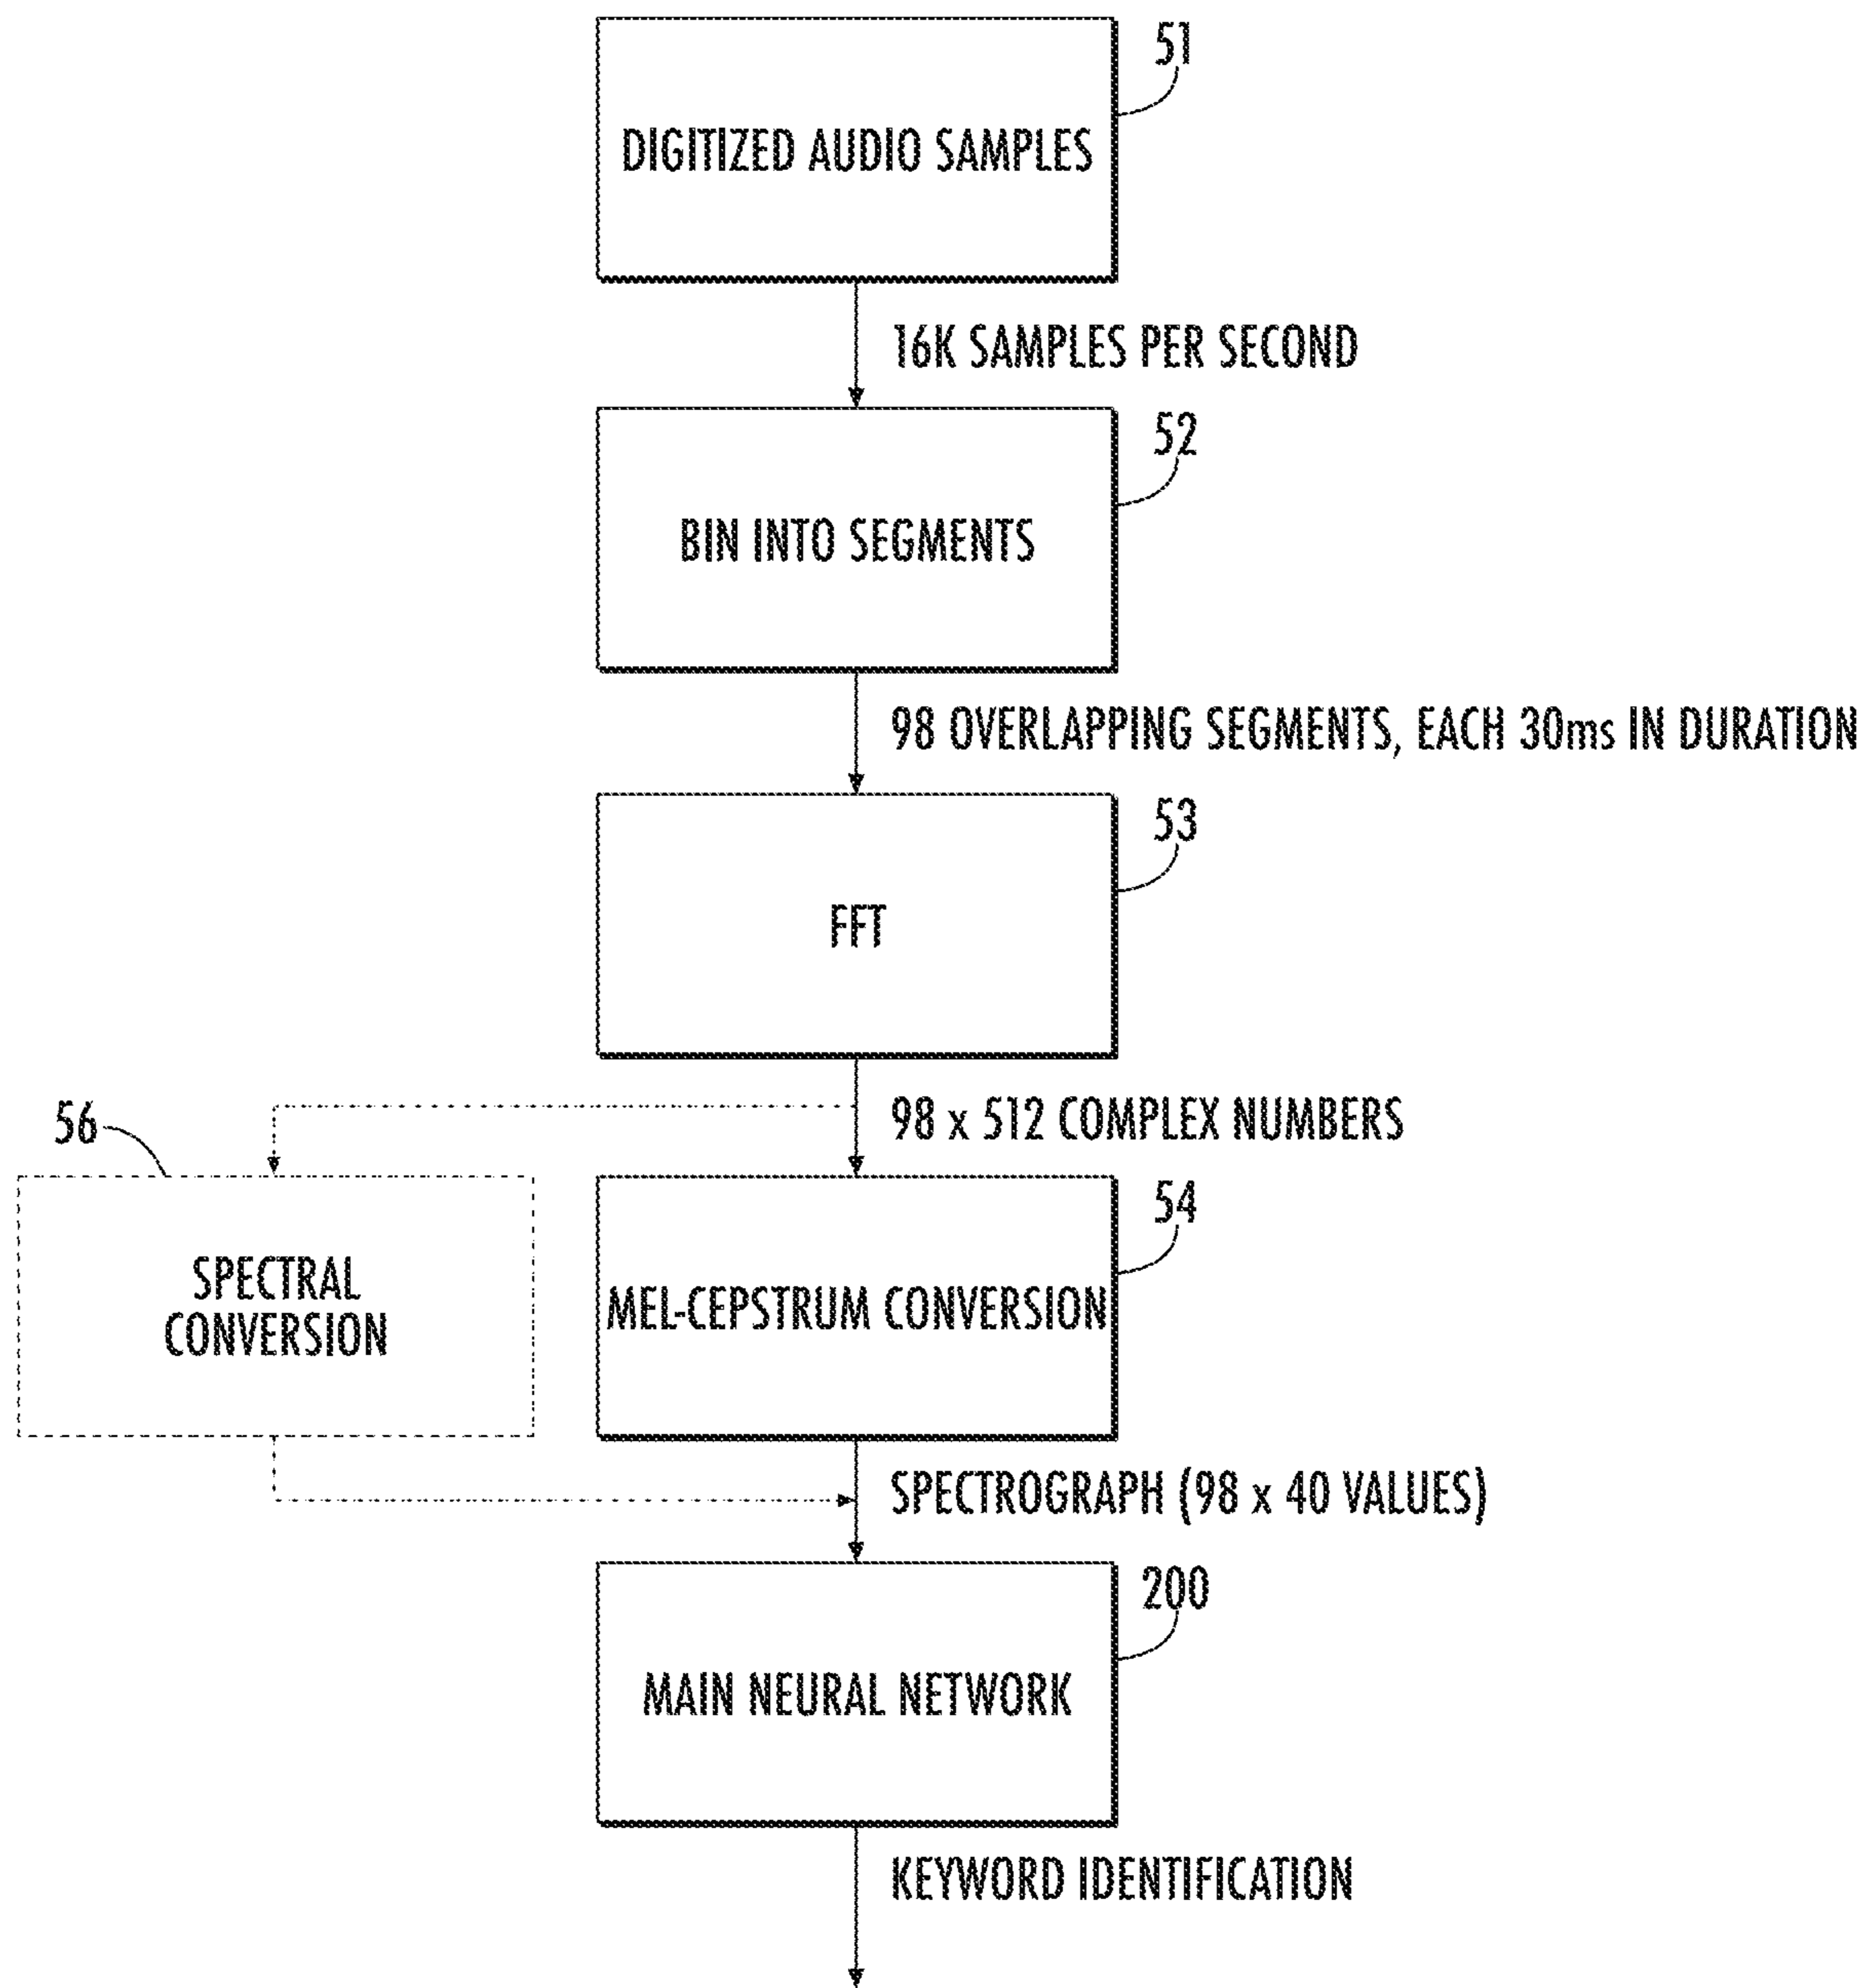 51
DIGITIZED AUDIO SAMPLES
16K SAMPLES PER SECOND
52
BIN INTO SEGMENTS
98 OVERLAPPING SEGMENTS, EACH 30ms IN DURATION
53
FFT
98 x 512 COMPLEX NUMBERS
56
54
SPECTRAL
CONVERSION
MEL-CEPSTRUM CONVERSION
SPECTROGRAPH (98 x 40 VALUES)
200
MAIN NEURAL NETWORK
KEYWORD IDENTIFICATION